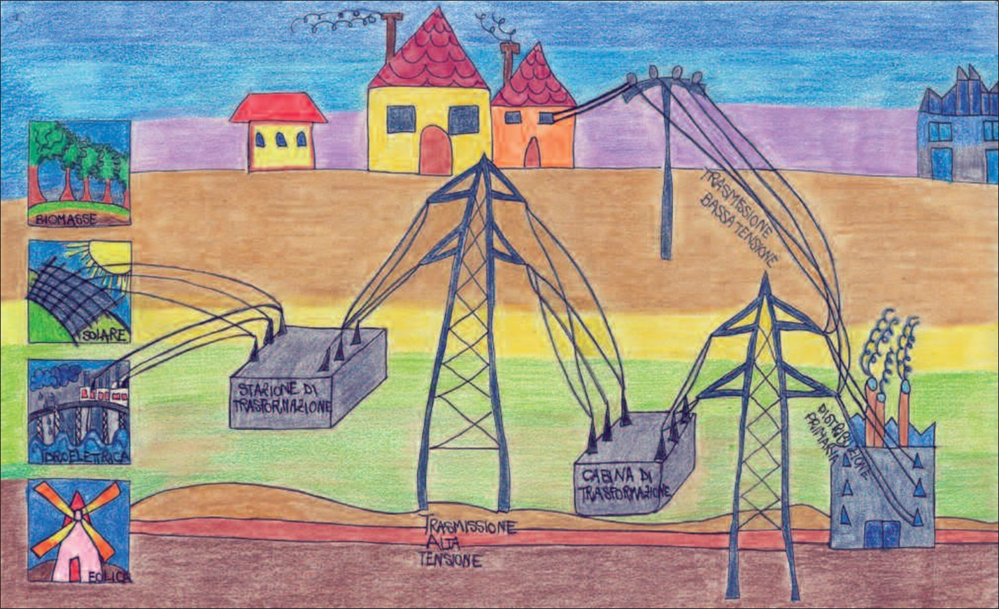 BIOMASSE
SOLARE
IDROELETTRICA
EOLICA
STAZIONE DI
TRASFORMAZIONE
TRASMISSIONE
ALTA
TENSIONE
CABINA DI
TRASFORMAZIONE
TRASMISSIONE
BASSA TENSIONE
DISTRIBUZIONE
PRIMARIA